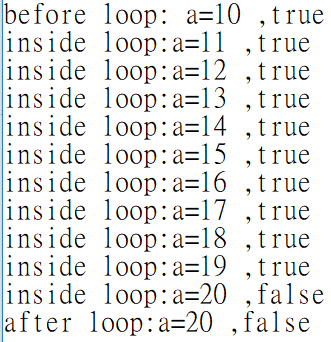 before loop: a=10 ,true
inside loop:a=11 ,true
inside loop:a=12 ,true
inside loop:a=13 ,true
inside loop:a=14 ,true
inside loop:a=15 ,true
inside loop:a=16 ,true
inside loop:a=17 ,true
inside loop:a=18 ,true
inside loop:a=19 ,true
inside loop:a=20 ,false
after loop:a=20 ,false